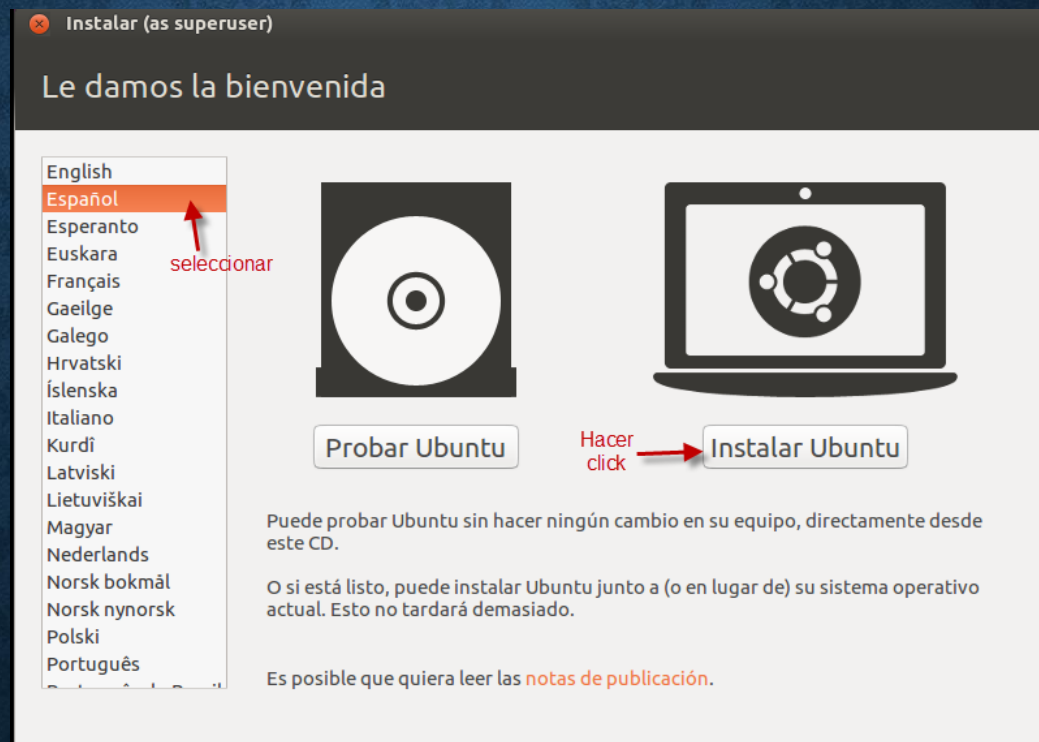 Instalar (as superuser)
Le damos la bienvenida
English
Español
Esperanto
Euskara
Français
Gaeilge
Galego
Hrvatski
Íslenska
Italiano
Kurdî
Latviski
Lietuviškai
Magyar
Nederlands
Norsk bokmål
Norsk nynorsk
Polski
Português
seleccionar
Probar Ubuntu
Hacer
click
Instalar Ubuntu
Puede probar Ubuntu sin hacer ningún cambio en su equipo, directamente desde
este CD.
O si está listo, puede instalar Ubuntu junto a (o en lugar de) su sistema operativo
actual. Esto no tardará demasiado.
Es posible que quiera leer las notas de publicación.